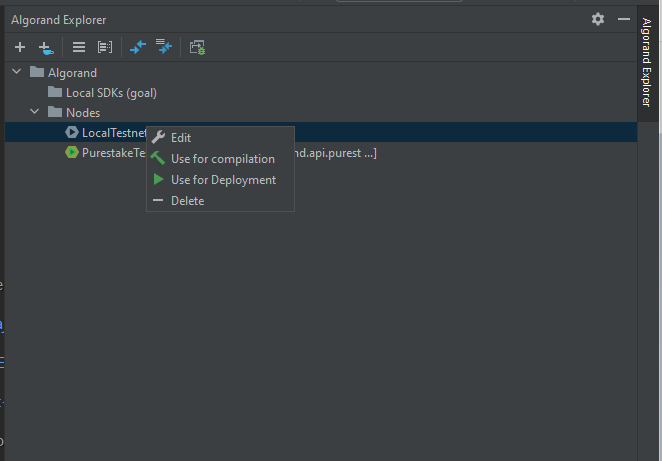 Algorand Explorer
Algorand
Local SDKs (goal)
Nodes
LocalTestnet
Edit
PurestakeTe
Use for compilation
nd.api.purest ...]
Use for Deployment
Delete
Algorand Explorer